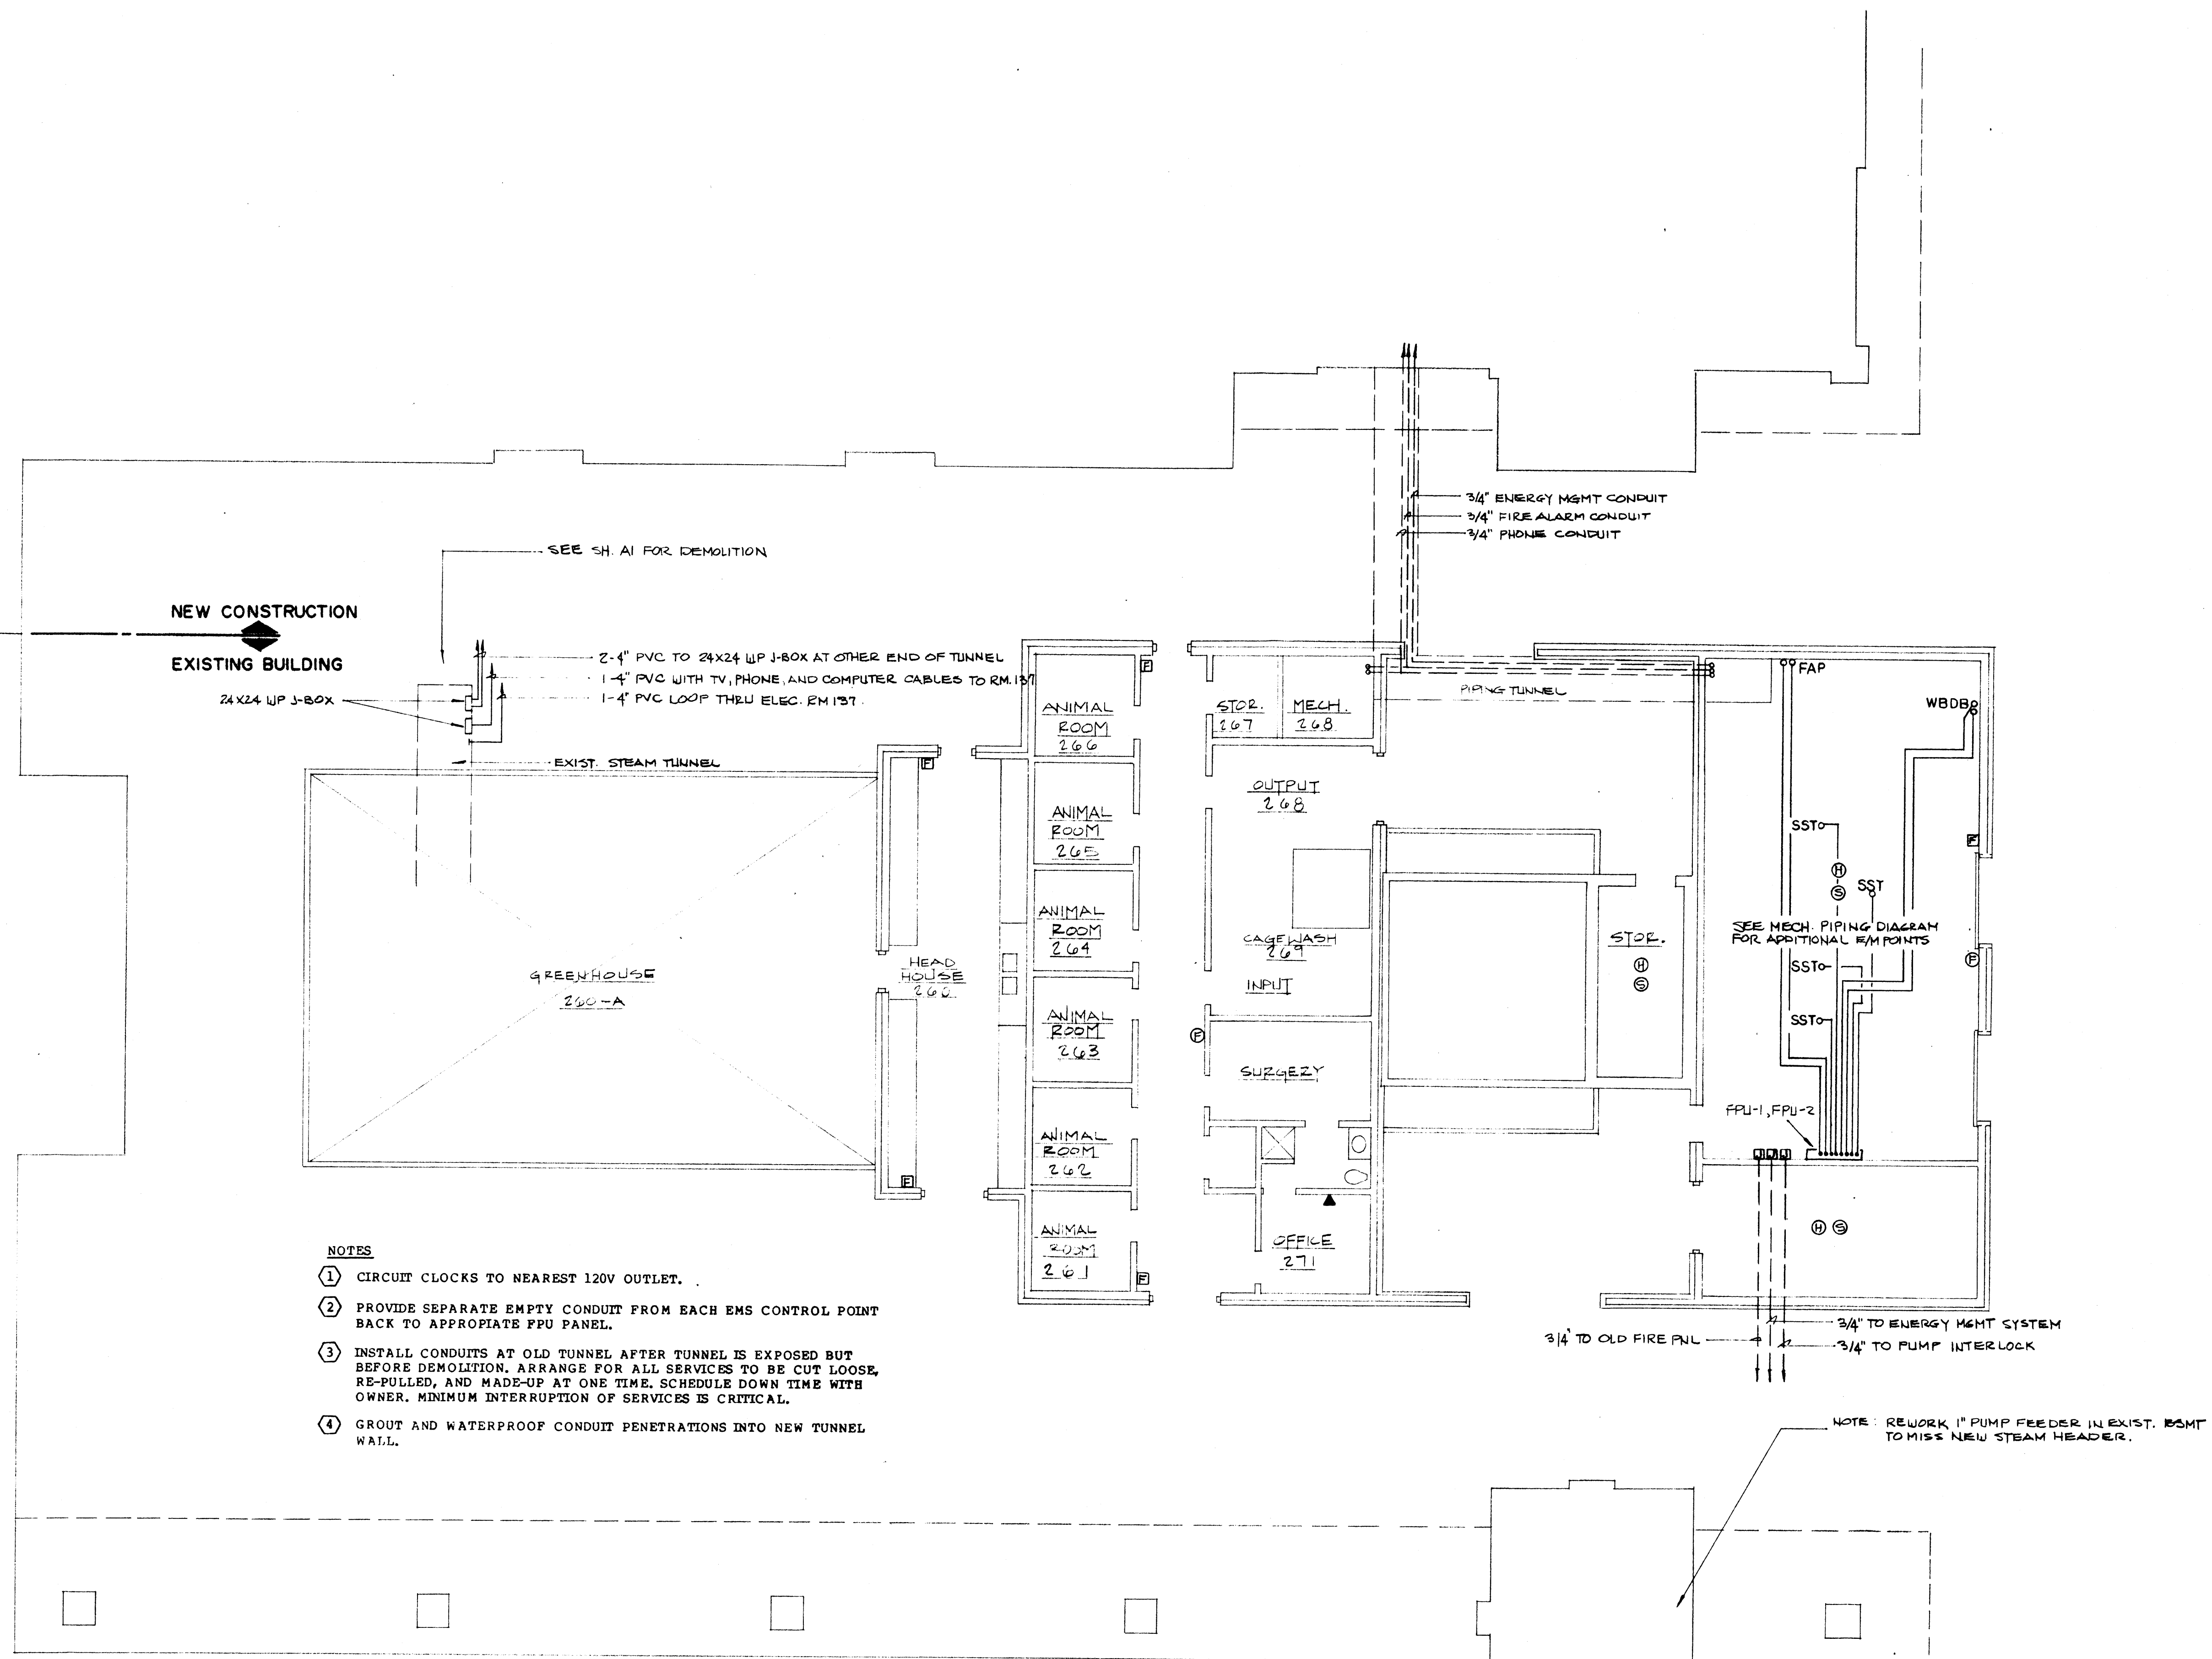 3/4" ENERGY MGMT CONDUIT
3/4" FIRE ALARM CONDUIT
3/4" PHONE CONDUIT
SEE SH. A1 FOR DEMOLITION
NEW CONSTRUCTION
EXISTING BUILDING
2-4" PVC TO 24X24 WP J-BOX AT OTHER END OF TUNNEL
1-4" PVC WITH TV, PHONE, AND COMPUTER CABLES TO RM. 137
1-4" PVC LOOP THRU ELEC. RM 137.
24X24 WP J-BOX
EXIST. STEAM TUNNEL
F
F
ANIMAL
ROOM
266
STOR.
267
MECH.
268
PIPING TUNNEL
FAP
WBDB
OUTPUT
268
ANIMAL
ROOM
265
SST
F
H
S
SST
ANIMAL
ROOM
264
CAGEWASH
269
INPUT
STOR.
H
S
SEE MECH. PIPING DIAGRAM
FOR ADDITIONAL E/M POINTS
SST
F
GREENHOUSE
260-A
HEAD
HOUSE
260
ANIMAL
ROOM
263
F
SST
SURGERY
FPU-1, FPU-2
ANIMAL
ROOM
262
J J J
F
ANIMAL
ROOM
261
F
OFFICE
271
H S
3/4" TO OLD FIRE PNL
3/4" TO ENERGY MGMT SYSTEM
3/4" TO PUMP INTERLOCK
NOTES
1 CIRCUIT CLOCKS TO NEAREST 120V OUTLET.
2 PROVIDE SEPARATE EMPTY CONDUIT FROM EACH EMS CONTROL POINT
BACK TO APPROPIATE FPU PANEL.
3 INSTALL CONDUITS AT OLD TUNNEL AFTER TUNNEL IS EXPOSED BUT
BEFORE DEMOLITION. ARRANGE FOR ALL SERVICES TO BE CUT LOOSE,
RE-PULLED, AND MADE-UP AT ONE TIME. SCHEDULE DOWN TIME WITH
OWNER. MINIMUM INTERRUPTION OF SERVICES IS CRITICAL.
4 GROUT AND WATERPROOF CONDUIT PENETRATIONS INTO NEW TUNNEL
WALL.
NOTE: REWORK 1" PUMP FEEDER IN EXIST. BSMT
TO MISS NEW STEAM HEADER.